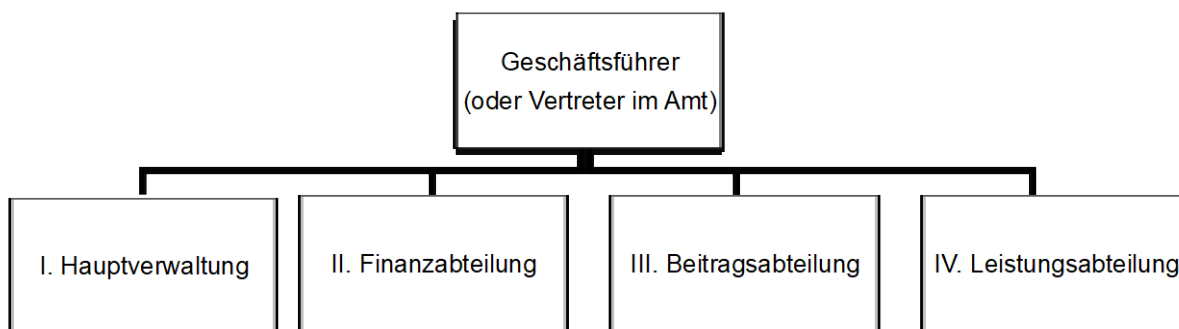 Geschäftsführer
(oder Vertreter im Amt)
I. Hauptverwaltung
II. Finanzabteilung
III. Beitragsabteilung
IV. Leistungsabteilung